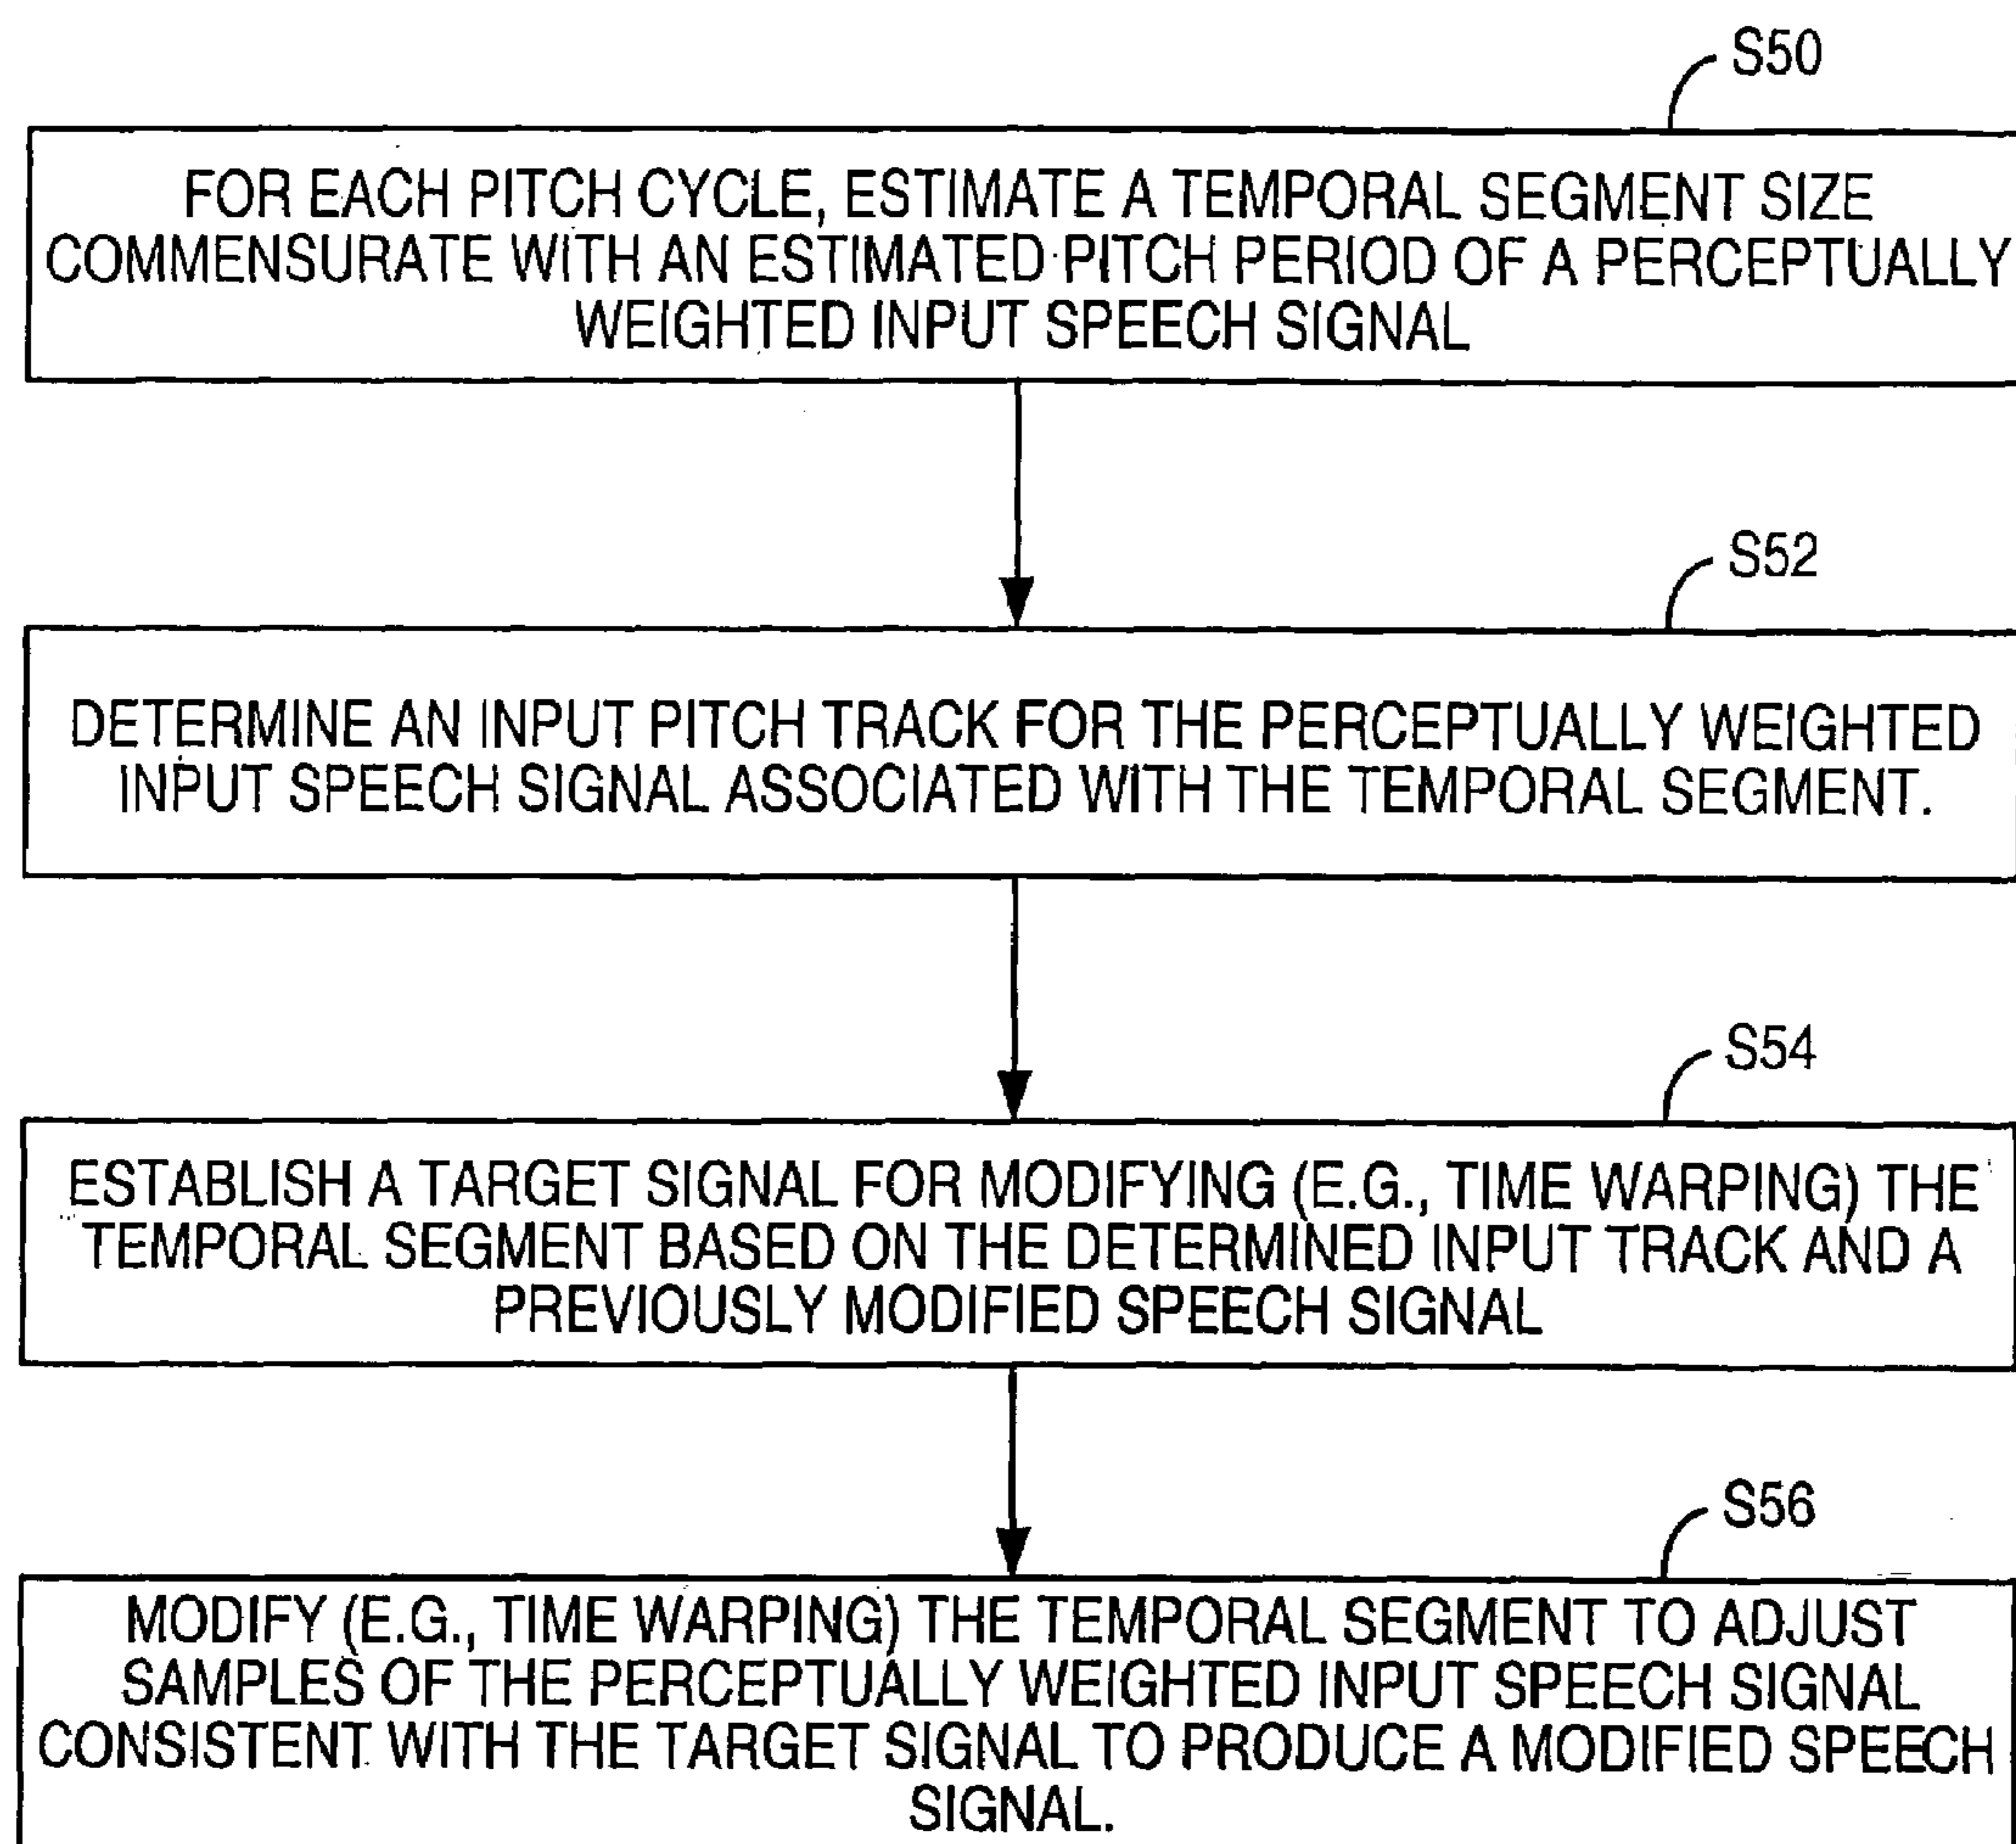 S50
FOR EACH PITCH CYCLE, ESTIMATE A TEMPORAL SEGMENT SIZE
COMMENSURATE WITH AN ESTIMATED PITCH PERIOD OF A PERCEPTUALLY
WEIGHTED INPUT SPEECH SIGNAL
S52
DETERMINE AN INPUT PITCH TRACK FOR THE PERCEPTUALLY WEIGHTED
INPUT SPEECH SIGNAL ASSOCIATED WITH THE TEMPORAL SEGMENT.
S54
ESTABLISH A TARGET SIGNAL FOR MODIFYING (E.G., TIME WARPING) THE
TEMPORAL SEGMENT BASED ON THE DETERMINED INPUT TRACK AND A
PREVIOUSLY MODIFIED SPEECH SIGNAL
S56
MODIFY (E.G., TIME WARPING) THE TEMPORAL SEGMENT TO ADJUST
SAMPLES OF THE PERCEPTUALLY WEIGHTED INPUT SPEECH SIGNAL
CONSISTENT WITH THE TARGET SIGNAL TO PRODUCE A MODIFIED SPEECH
SIGNAL.